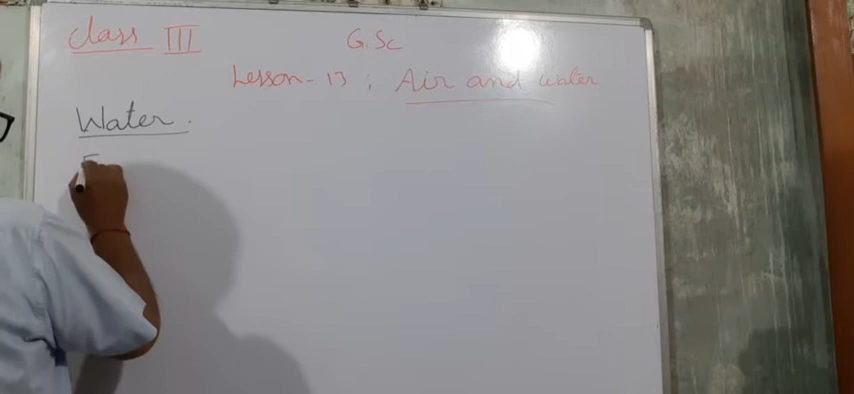 Class III
G.Sc
Lesson-13 : Air and Water
Water.
F